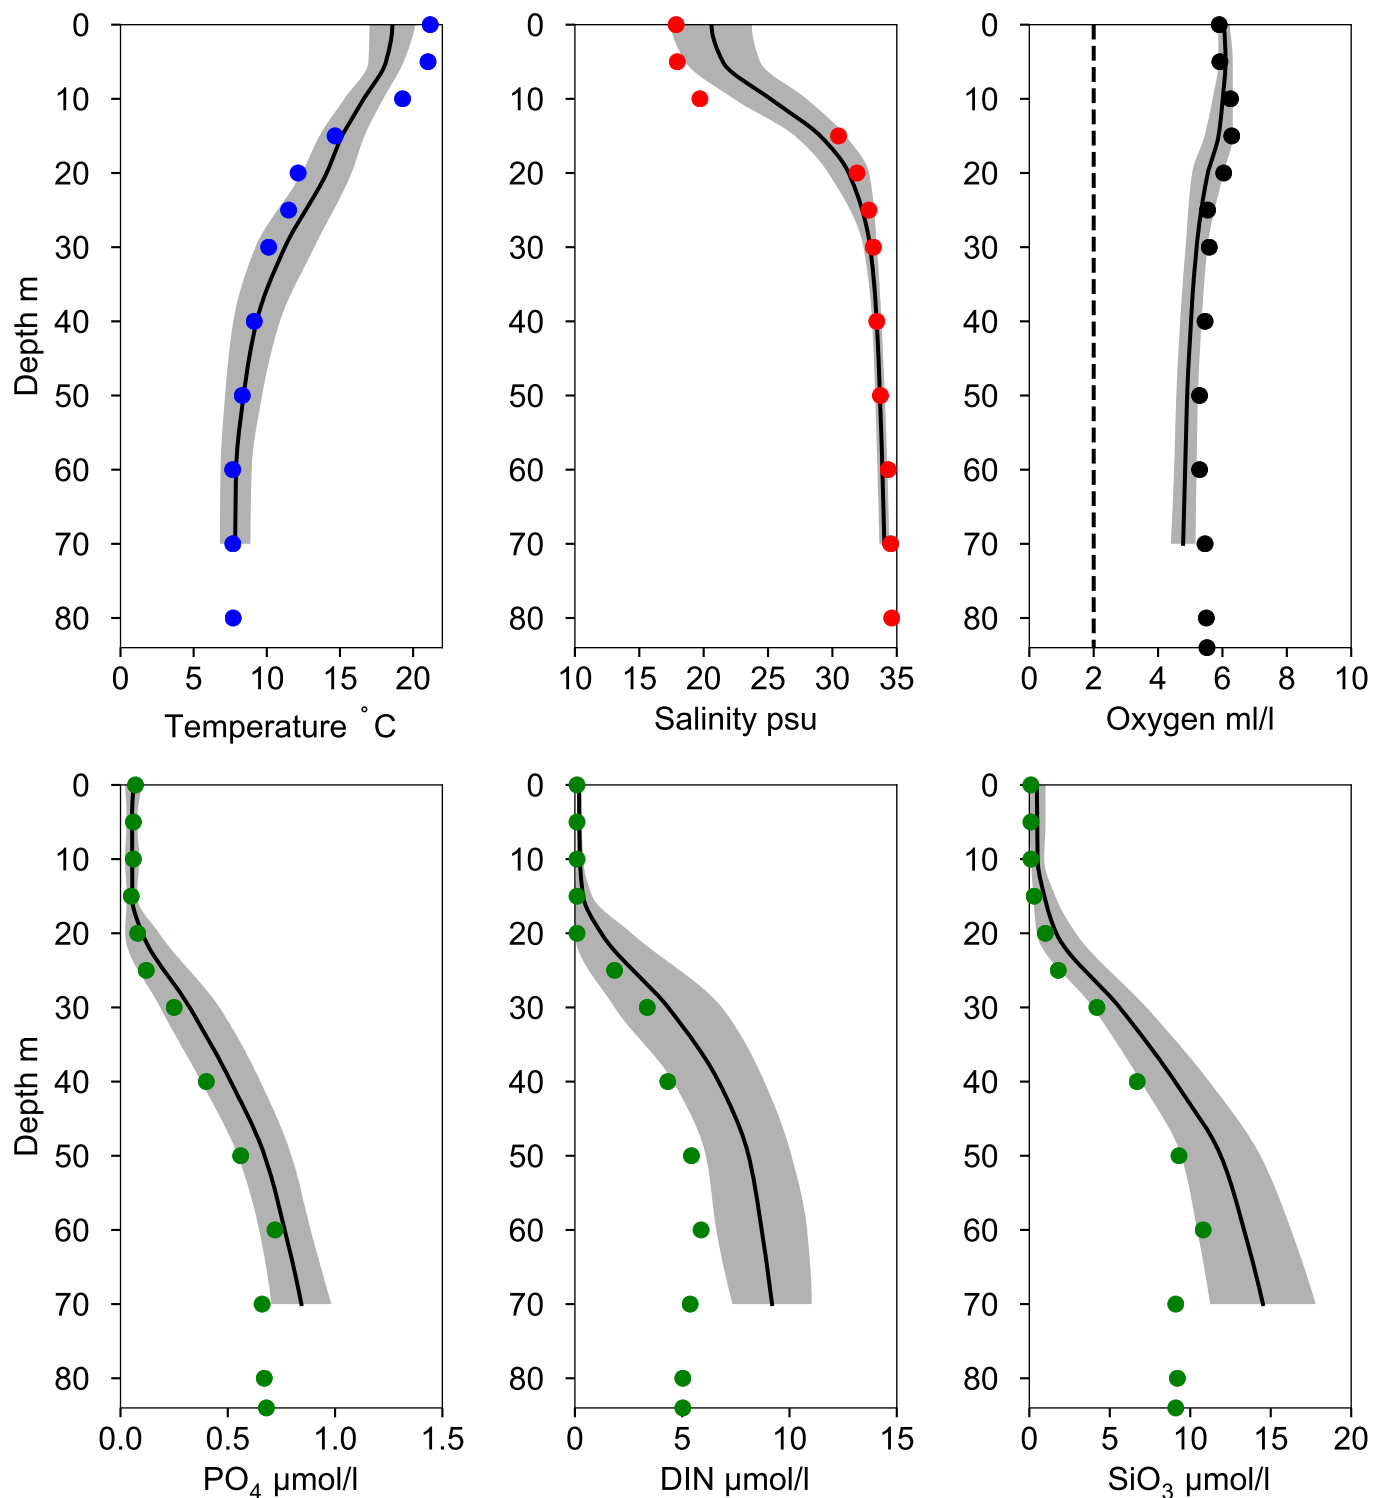 0 0 0
10 10 10
20 20 20
30 30 30
Depth m
40 40 40
50 50 50
60 60 60
70 70 70
80 80 80
0 5 10 15 20 10 15 20 25 30 35 0 2 4 6 8 10
Temperature °C Salinity psu Oxygen ml/l
0 0 0
10 10 10
20 20 20
30 30 30
Depth m
40 40 40
50 50 50
60 60 60
70 70 70
80 80 80
0.0 0.5 1.0 1.5 0 5 10 15 0 5 10 15 20
PO₄ µmol/l DIN µmol/l SiO₃ µmol/l